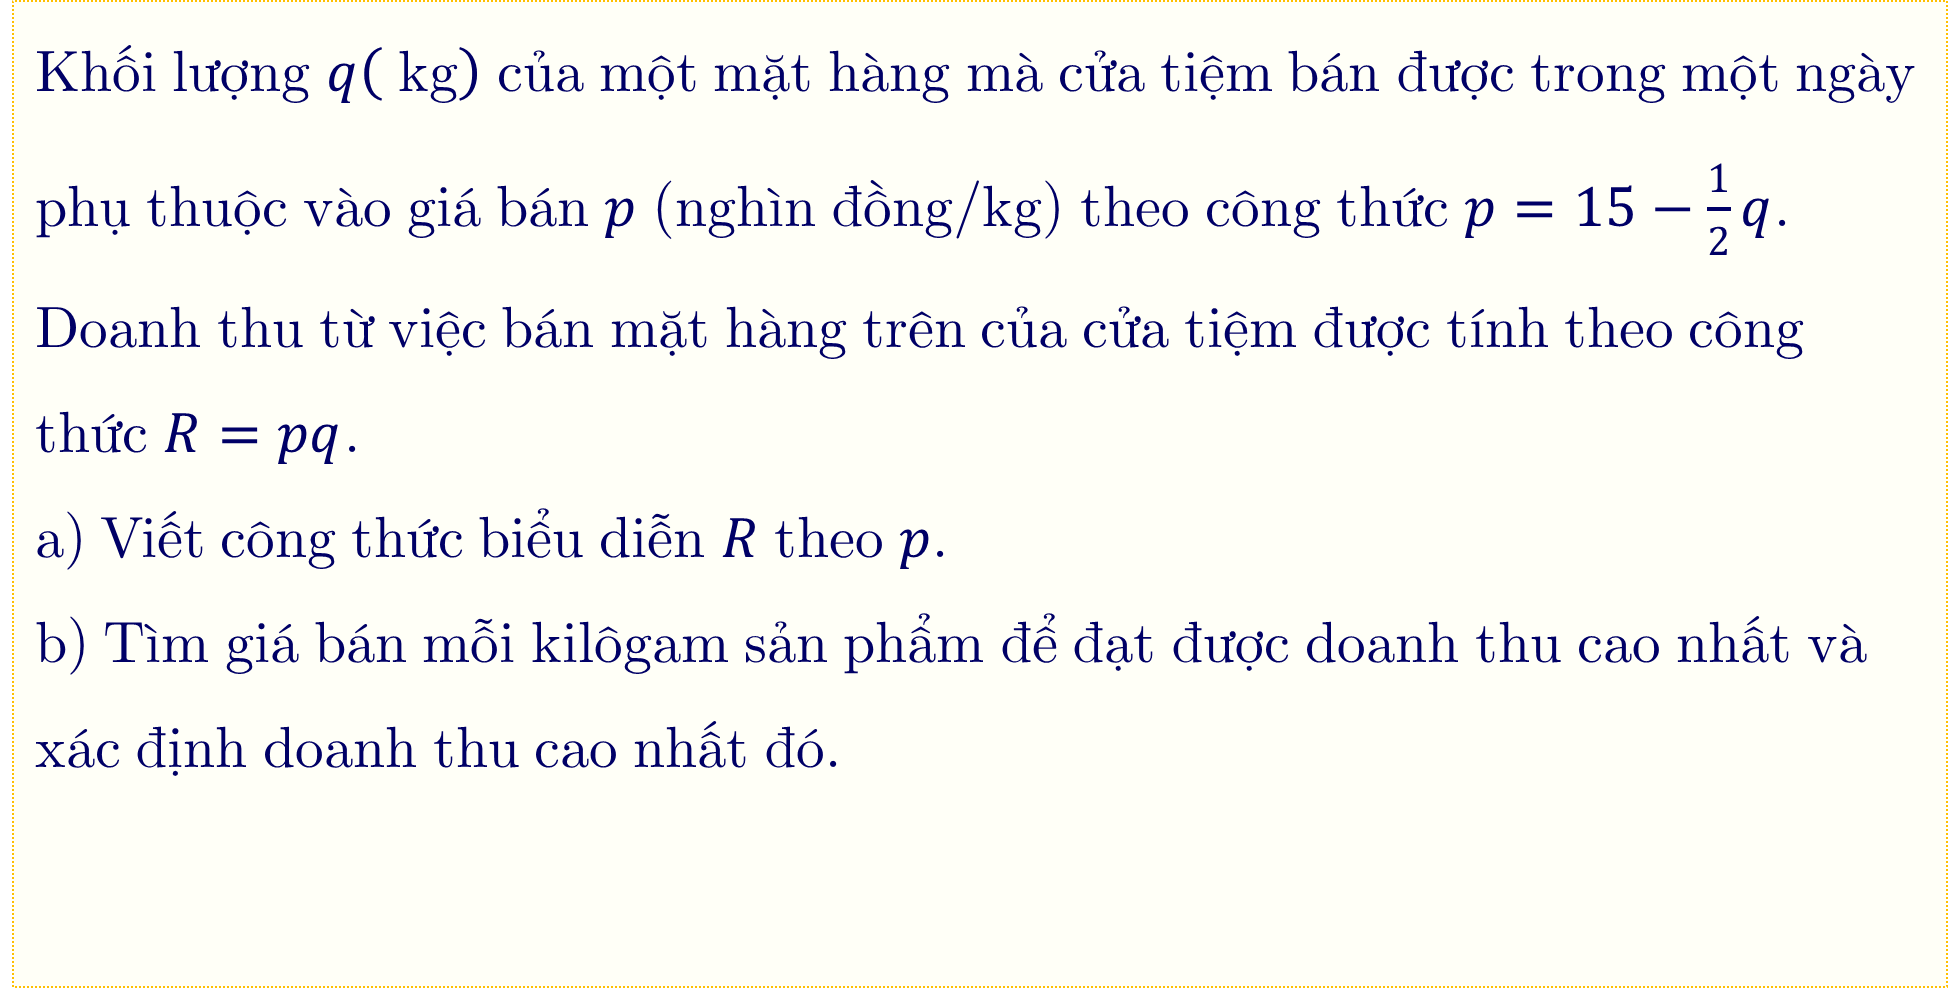 Khối lượng q( kg) của một mặt hàng mà cửa tiệm bán được trong một ngày
phụ thuộc vào giá bán p (nghìn đồng/kg) theo công thức p = 15 − 1/2 q.
Doanh thu từ việc bán mặt hàng trên của cửa tiệm được tính theo công
thức R = pq.
a) Viết công thức biểu diễn R theo p.
b) Tìm giá bán mỗi kilôgam sản phẩm để đạt được doanh thu cao nhất và
xác định doanh thu cao nhất đó.